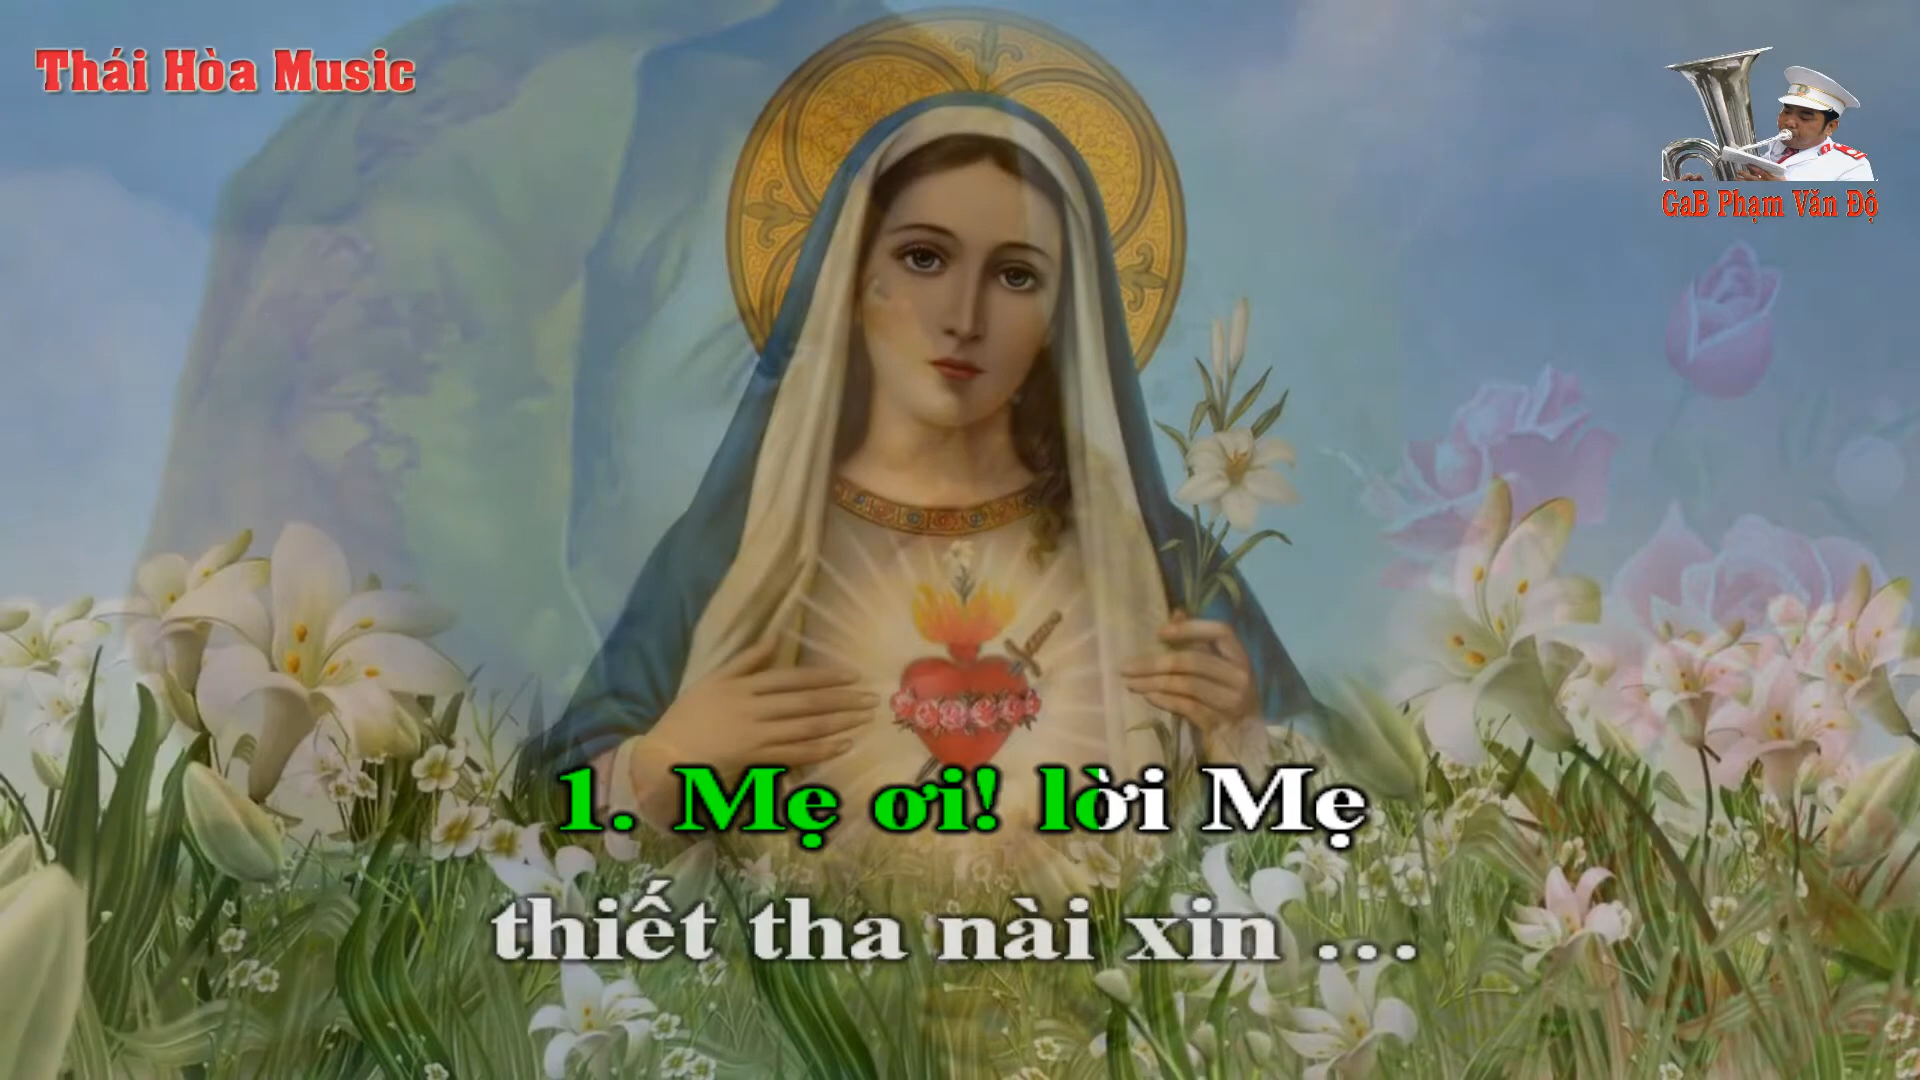 Thái Hòa Music
GaB Phạm Văn Độ
1. Mẹ ơi! lời Mẹ
thiết tha nài xin ...